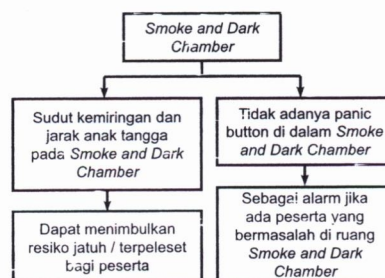 Smoke and Dark
Chamber
Sudut kemiringan dan
jarak anak tangga
pada Smoke and Dark
Chamber
Tidak adanya panic
button di dalam Smoke
and Dark Chamber
Dapat menimbulkan
resiko jatuh / terpeleset
bagi peserta
Sebagai alarm jika
ada peserta yang
bermasalah di ruang
Smoke and Dark
Chamber